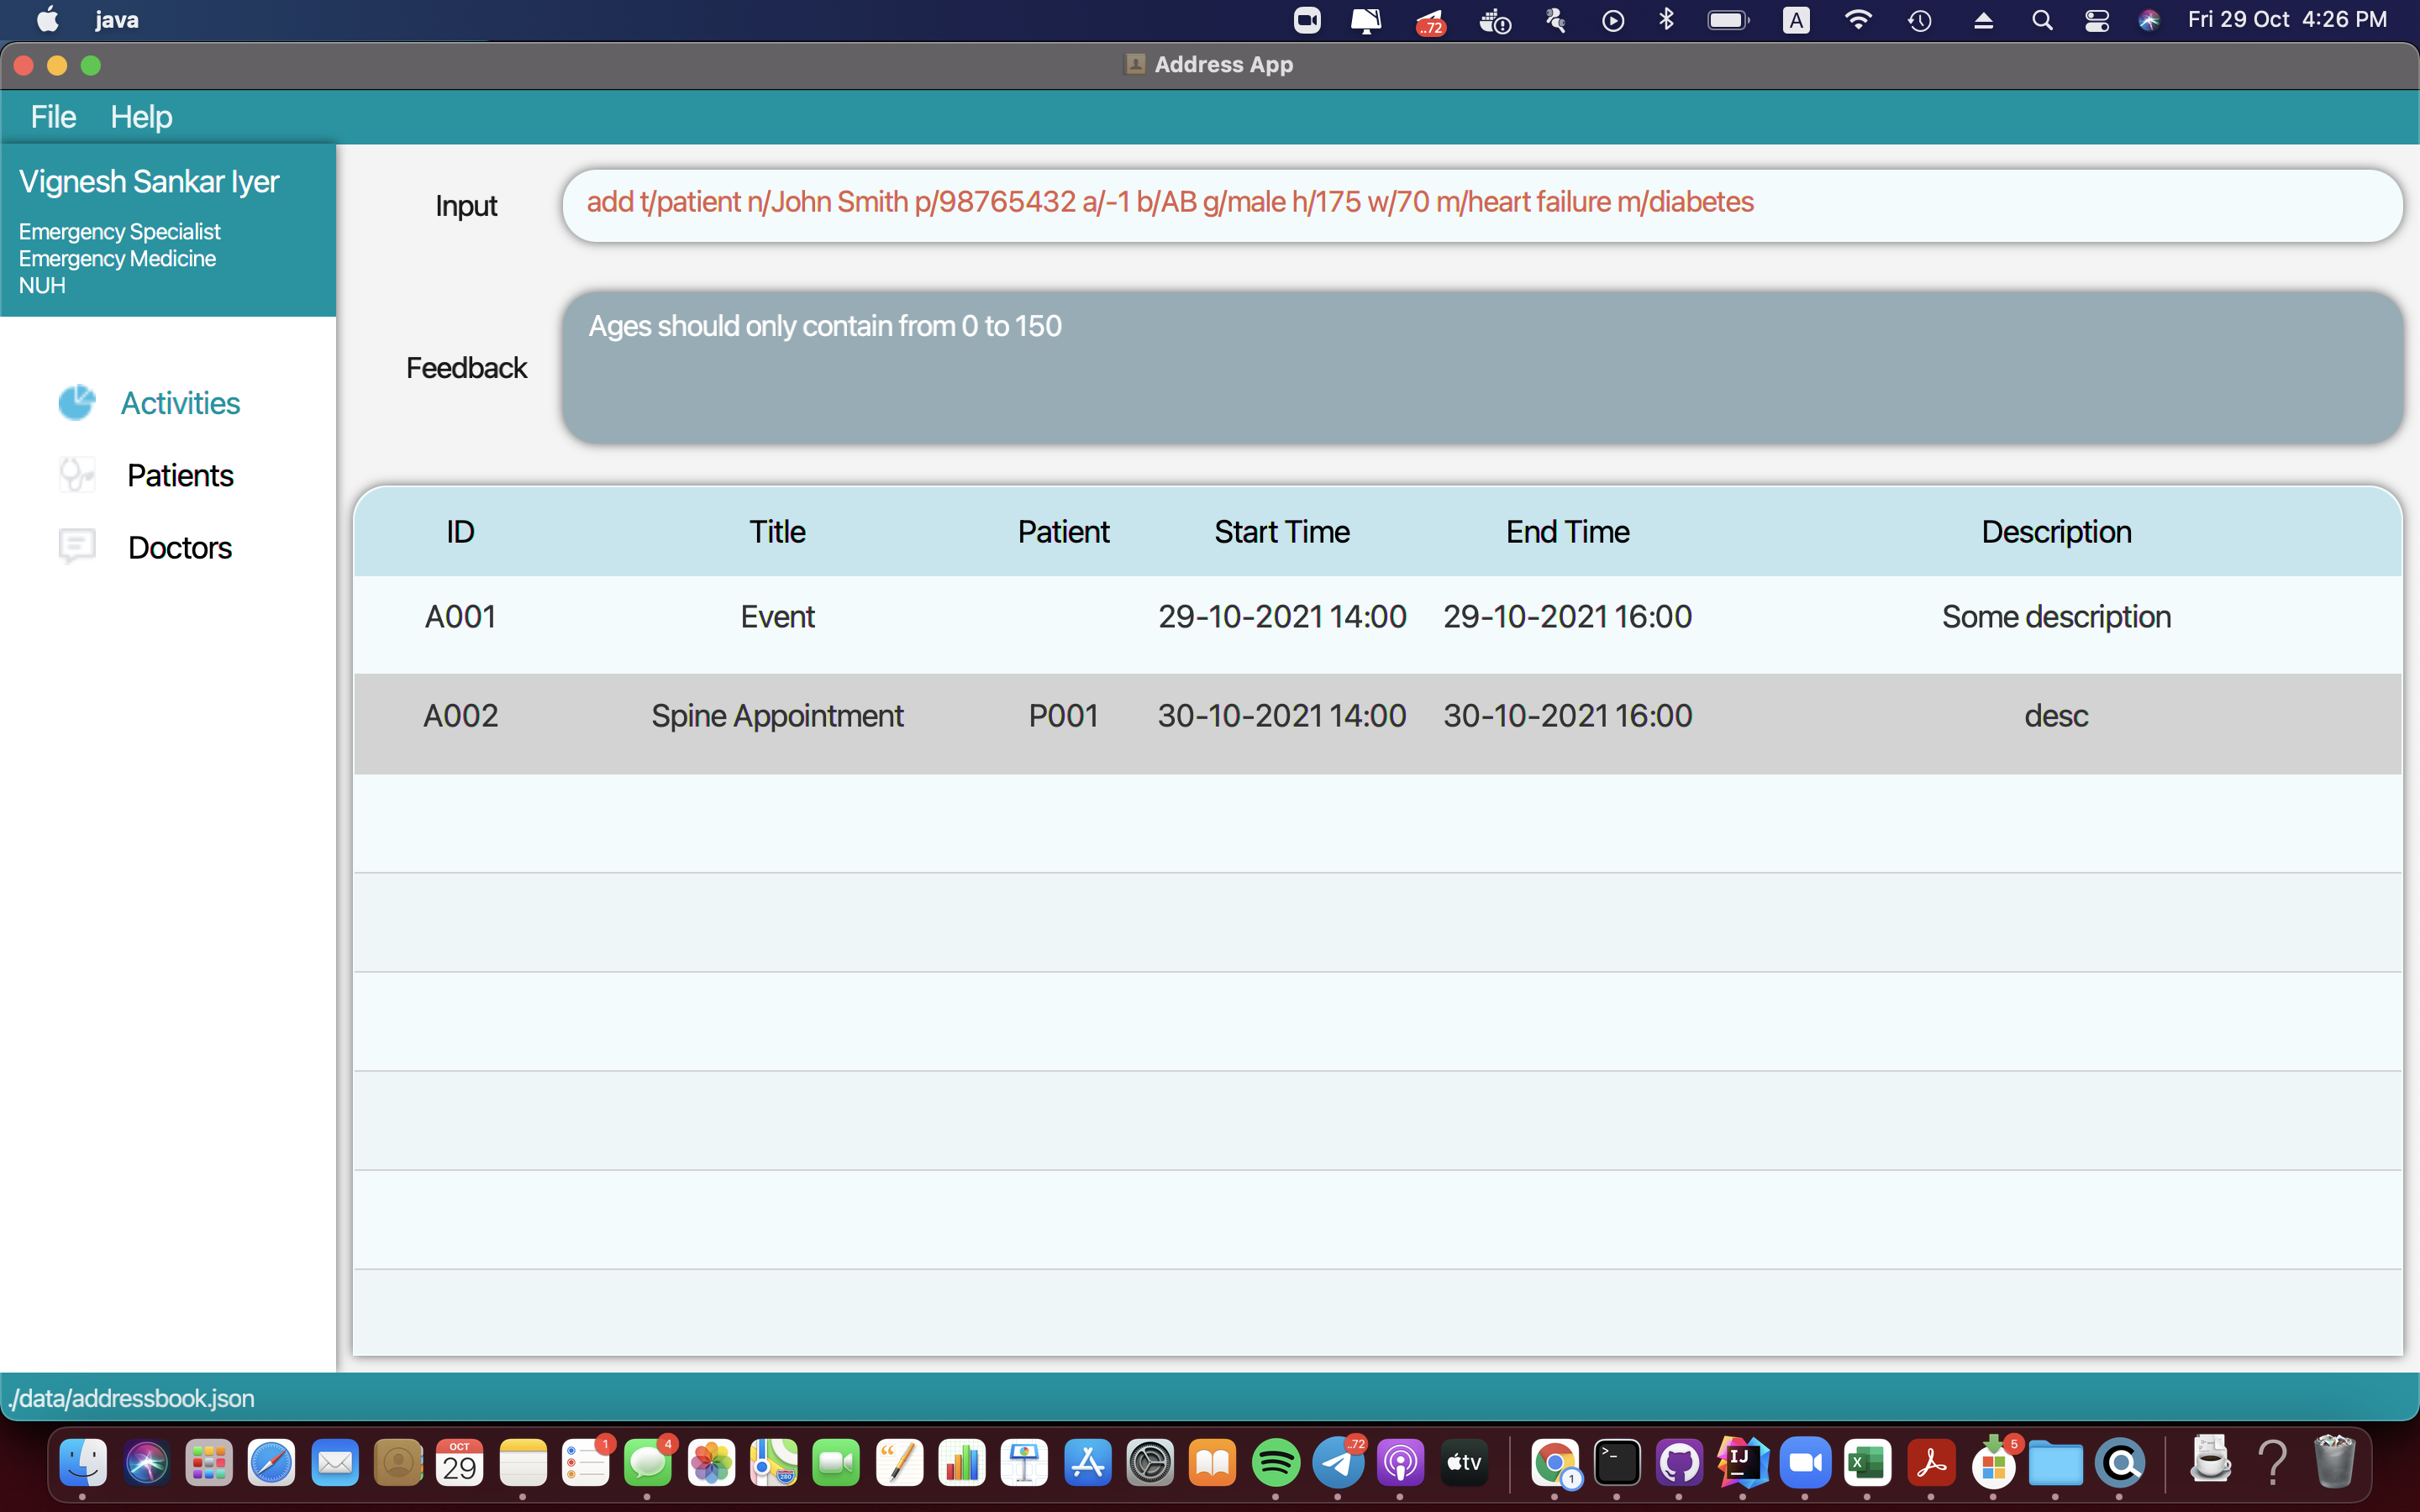 java
..72
A
Fri 29 Oct 4:26 PM
Address App
File Help
Vignesh Sankar Iyer
Emergency Specialist
Emergency Medicine
NUH
Activities
Patients
Doctors
Input
add t/patient n/John Smith p/98765432 a/-1 b/AB g/male h/175 w/70 m/heart failure m/diabetes
Feedback
Ages should only contain from 0 to 150
ID Title Patient Start Time End Time Description
A001 Event 29-10-2021 14:00 29-10-2021 16:00 Some description
A002 Spine Appointment P001 30-10-2021 14:00 30-10-2021 16:00 desc
./data/addressbook.json
OCT
29
1
4
280
..72
tv
1
>_
IJ
X
5
?